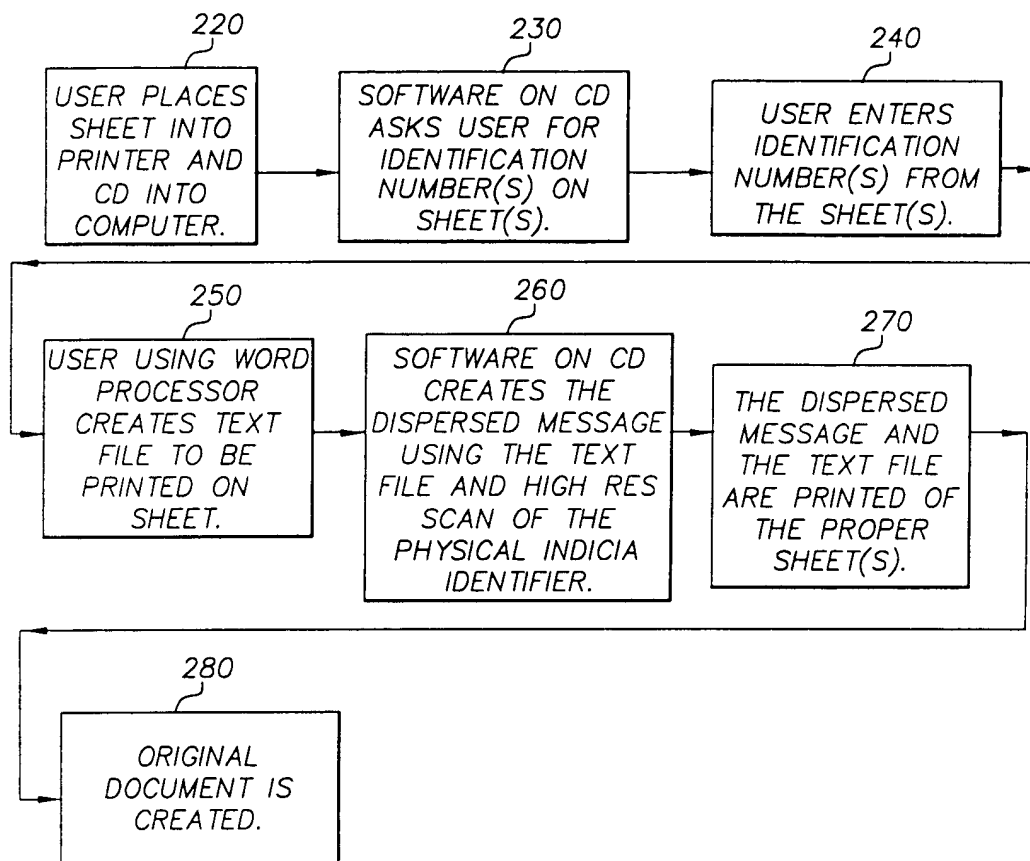 220
USER PLACES
SHEET INTO
PRINTER AND
CD INTO
COMPUTER.
230
SOFTWARE ON CD
ASKS USER FOR
IDENTIFICATION
NUMBER(S) ON
SHEET(S).
240
USER ENTERS
IDENTIFICATION
NUMBER(S) FROM
THE SHEET(S).
250
USER USING WORD
PROCESSOR
CREATES TEXT
FILE TO BE
PRINTED ON
SHEET.
260
SOFTWARE ON CD
CREATES THE
DISPERSED MESSAGE
USING THE TEXT
FILE AND HIGH RES
SCAN OF THE
PHYSICAL INDICIA
IDENTIFIER.
270
THE DISPERSED
MESSAGE AND
THE TEXT FILE
ARE PRINTED OF
THE PROPER
SHEET(S).
280
ORIGINAL
DOCUMENT IS
CREATED.